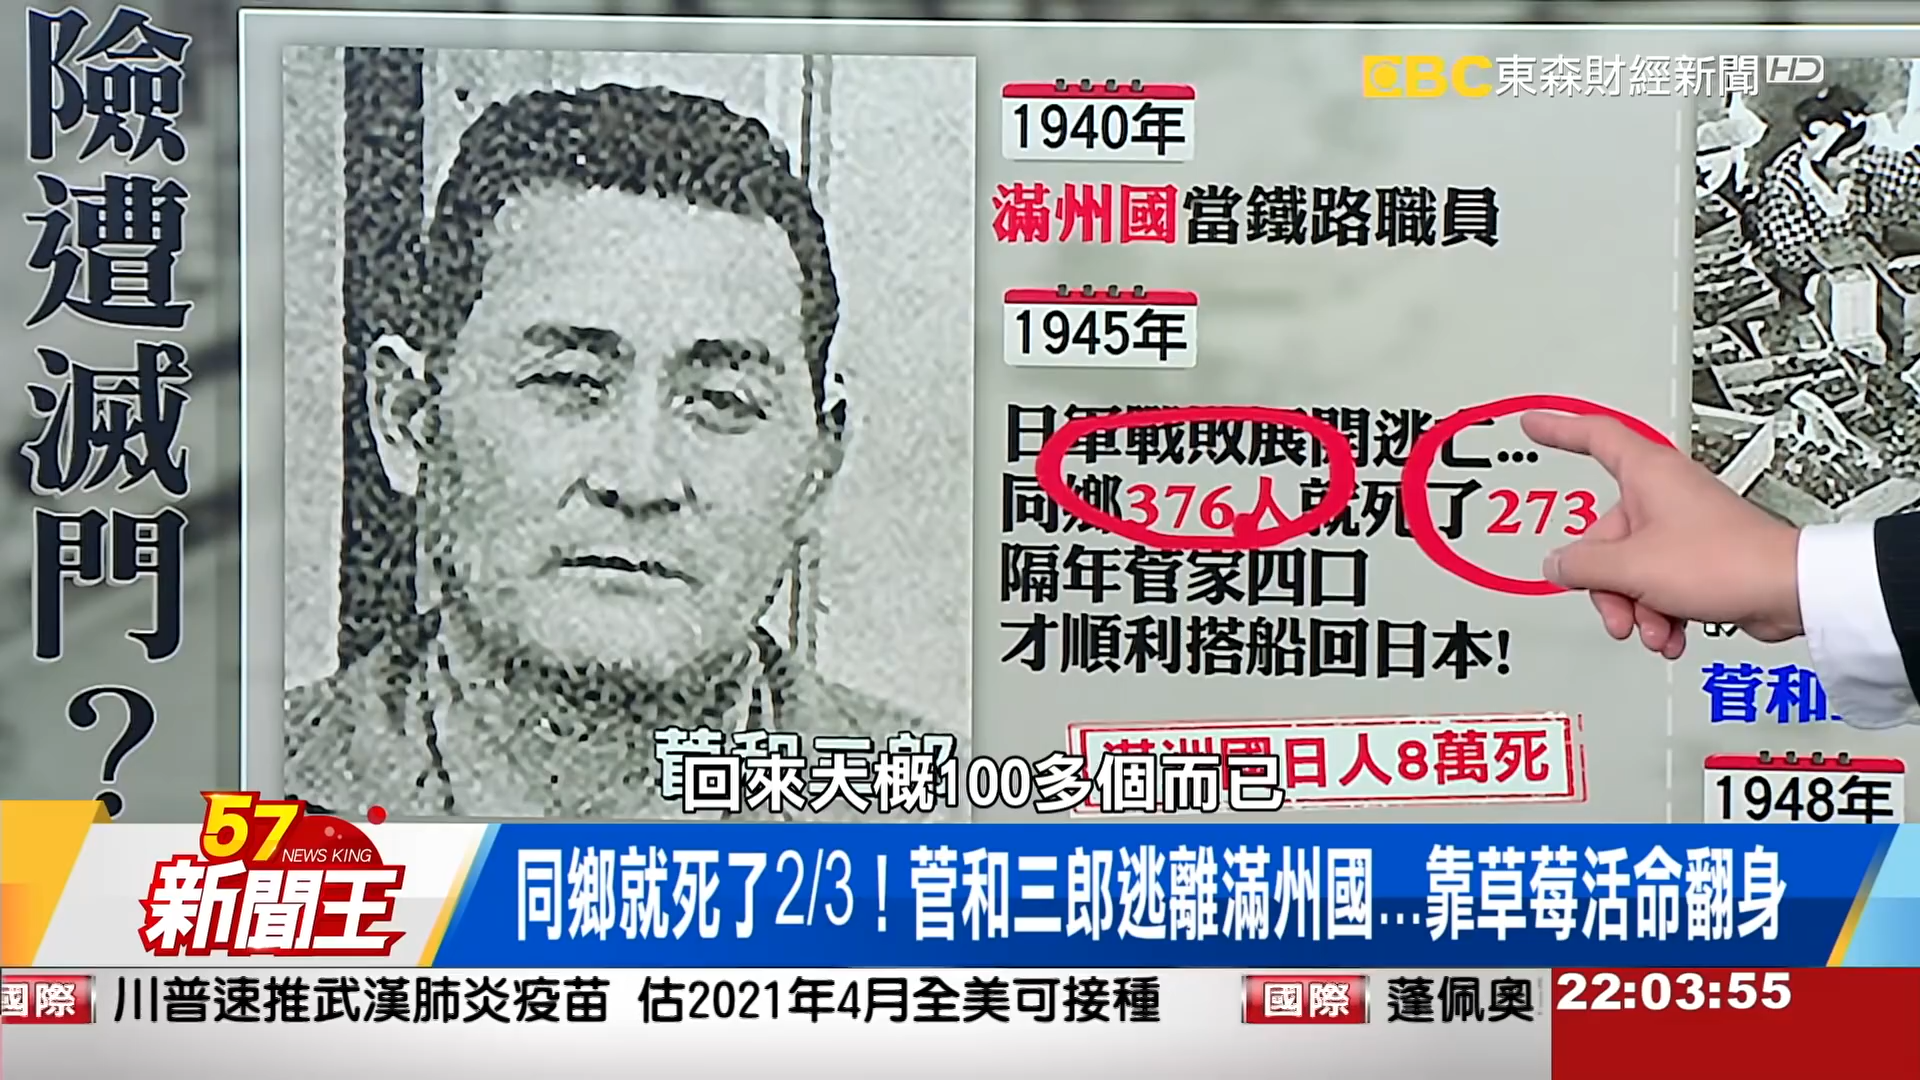 險遭滅門?
EBC東森財經新聞HD
1940年
滿州國當鐵路職員
1945年
日軍戰敗展開逃亡...
同鄉376人就死了273
隔年菅家四口
才順利搭船回日本!
滿洲國日人8萬死
菅和三郎
菅和
1948年
回來大概100多個而已
57
NEWS KING
新聞王
同鄉就死了2/3!菅和三郎逃離滿州國...靠草莓活命翻身
國際 川普速推武漢肺炎疫苗 估2021年4月全美可接種 國際 蓬佩奧
22:03:55